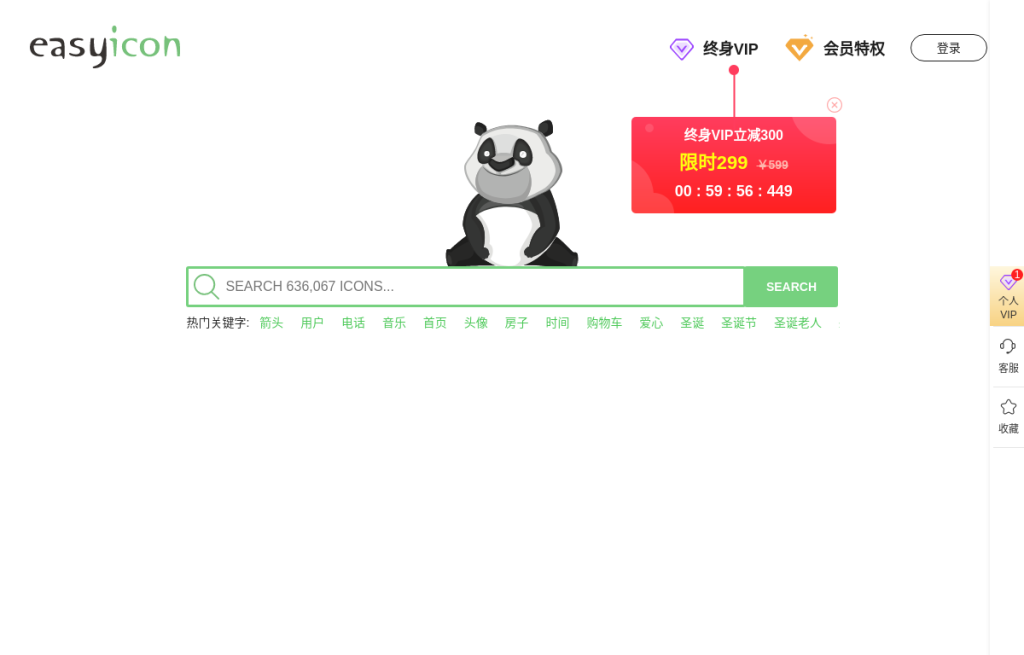 easyicon
终身VIP
会员特权
登录
终身VIP立减300
限时299 ￥599
00 : 59 : 56 : 449
SEARCH 636,067 ICONS...
SEARCH
热门关键字: 箭头 用户 电话 音乐 首页 头像 房子 时间 购物车 爱心 圣诞 圣诞节 圣诞老人
1
个人
VIP
客服
收藏